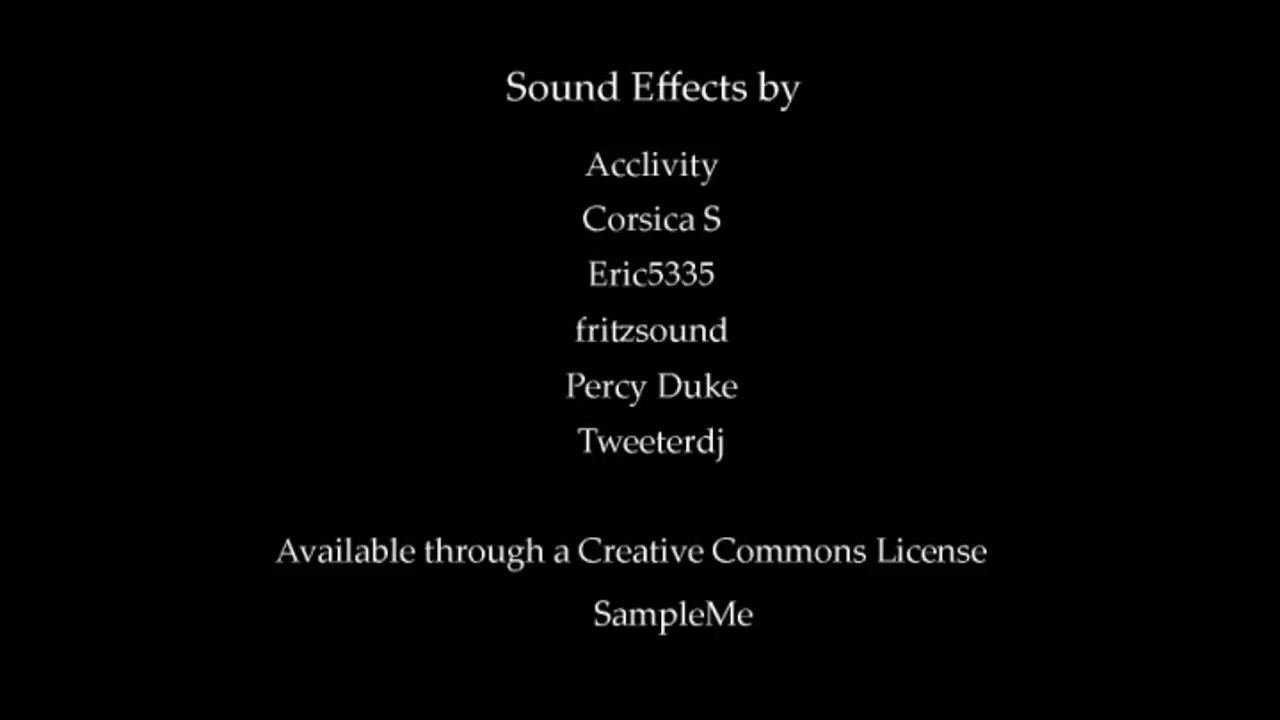 Sound Effects by
Acclivity
Corsica S
Eric5335
fritzsound
Percy Duke
Tweeterdj
Available through a Creative Commons License
SampleMe